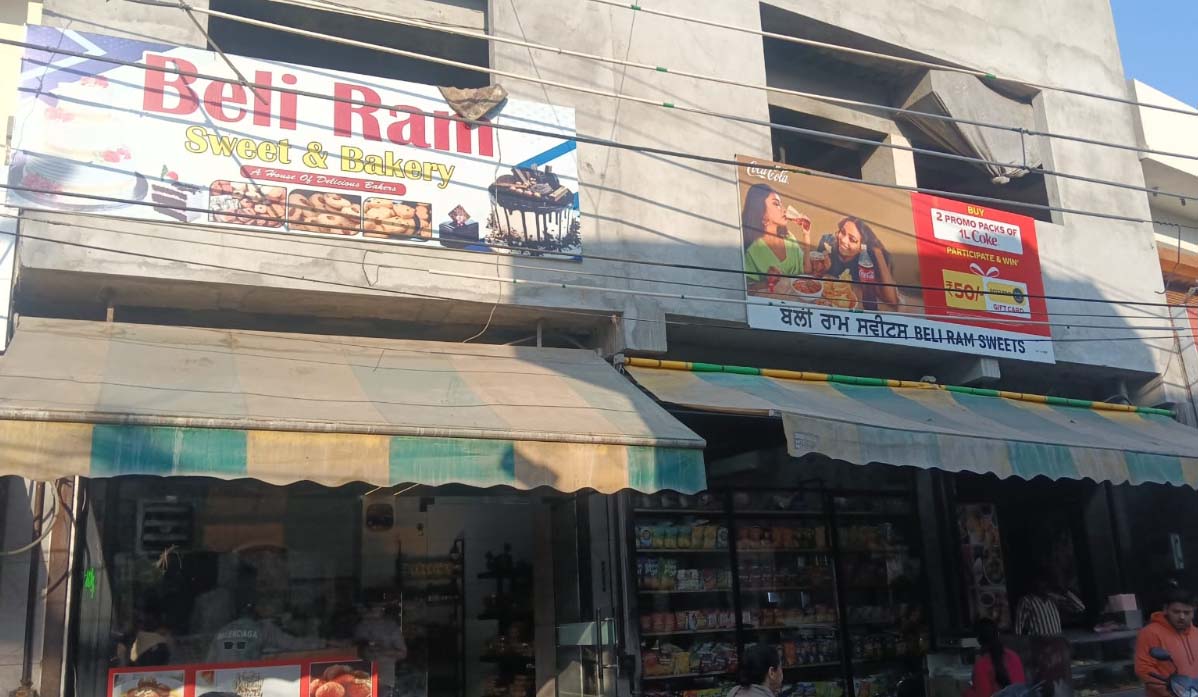 Beli Ram
Sweet & Bakery
A House Of Delicious Bakers
Coca-Cola
BUY
2 PROMO PACKS OF
1L Coke
PARTICIPATE & WIN*
₹50/-
GIFT CARD
ਬੇਲੀ ਰਾਮ ਸਵੀਟਸ BELI RAM SWEETS
BALENCIAGA